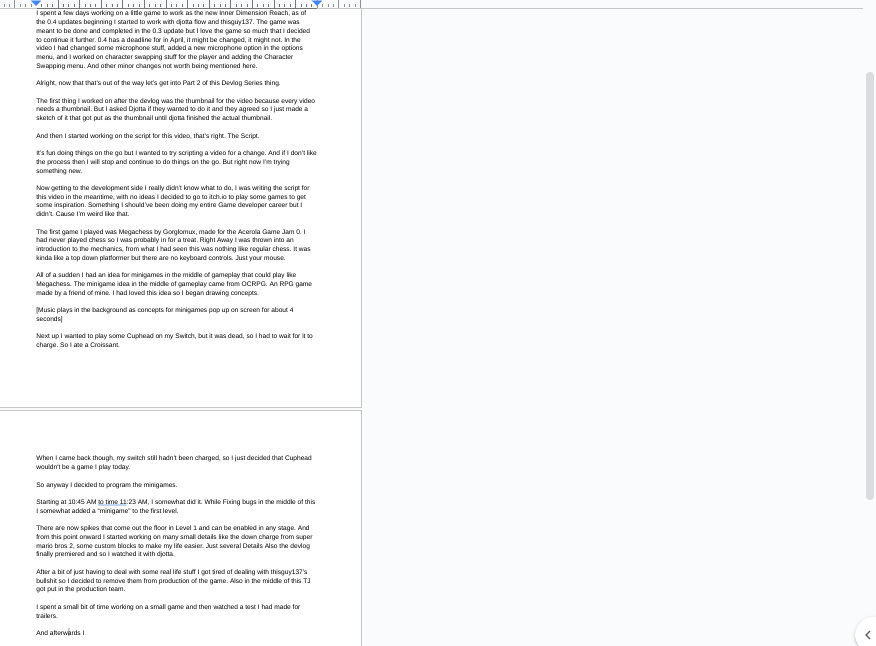 I spent a few days working on a little game to work as the new Inner Dimension Reach, as of
the 0.4 updates beginning I started to work with djotta flow and thisguy137. The game was
meant to be done and completed in the 0.3 update but I love the game so much that I decided
to continue it further. 0.4 has a deadline for in April, it might be changed, it might not. In the
video I had changed some microphone stuff, added a new microphone option in the options
menu, and I worked on character swapping stuff for the player and adding the Character
Swapping menu. And other minor changes not worth being mentioned here.
Alright, now that that's out of the way let's get into Part 2 of this Devlog Series thing.
The first thing I worked on after the devlog was the thumbnail for the video because every video
needs a thumbnail. But I asked Djotta if they wanted to do it and they agreed so I just made a
sketch of it that got put as the thumbnail until djotta finished the actual thumbnail.
And then I started working on the script for this video, that's right. The Script.
It's fun doing things on the go but I wanted to try scripting a video for a change. And if I don't like
the process then I will stop and continue to do things on the go. But right now I'm trying
something new.
Now getting to the development side I really didn't know what to do, I was writing the script for
this video in the meantime, with no ideas I decided to go to itch.io to play some games to get
some inspiration. Something I should've been doing my entire Game developer career but I
didn't. Cause I'm weird like that.
The first game I played was Megachess by Gorglomux, made for the Acerola Game Jam 0. I
had never played chess so I was probably in for a treat. Right Away I was thrown into an
introduction to the mechanics, from what I had seen this was nothing like regular chess. It was
kinda like a top down platformer but there are no keyboard controls. Just your mouse.
All of a sudden I had an idea for minigames in the middle of gameplay that could play like
Megachess. The minigame idea in the middle of gameplay came from OCRPG. An RPG game
made by a friend of mine. I had loved this idea so I began drawing concepts.
[Music plays in the background as concepts for minigames pop up on screen for about 4
seconds]
Next up I wanted to play some Cuphead on my Switch, but it was dead, so I had to wait for it to
charge. So I ate a Croissant.
When I came back though, my switch still hadn't been charged, so I just decided that Cuphead
wouldn't be a game I play today.
So anyway I decided to program the minigames.
Starting at 10:45 AM to time 11:23 AM, I somehow did it. While Fixing bugs in the middle of this
I somehow added a "minigame" to the first level.
There are now spikes that come out the floor in Level 1 and can be enabled in any stage. And
from this point onward I started working on many small details like the down charge from super
mario bros 2, some custom blocks to make my life easier. Just several Details Also the devlog
finally premiered and so I watched it with djotta.
After a bit of just having to deal with some real life stuff I got tired of dealing with thisguy137's
bullshit so I decided to remove them from production of the game. Also in the middle of this TJ
got put in the production team.
I spent a small bit of time working on a small game and then watched a test I had made for
trailers.
And afterwards I